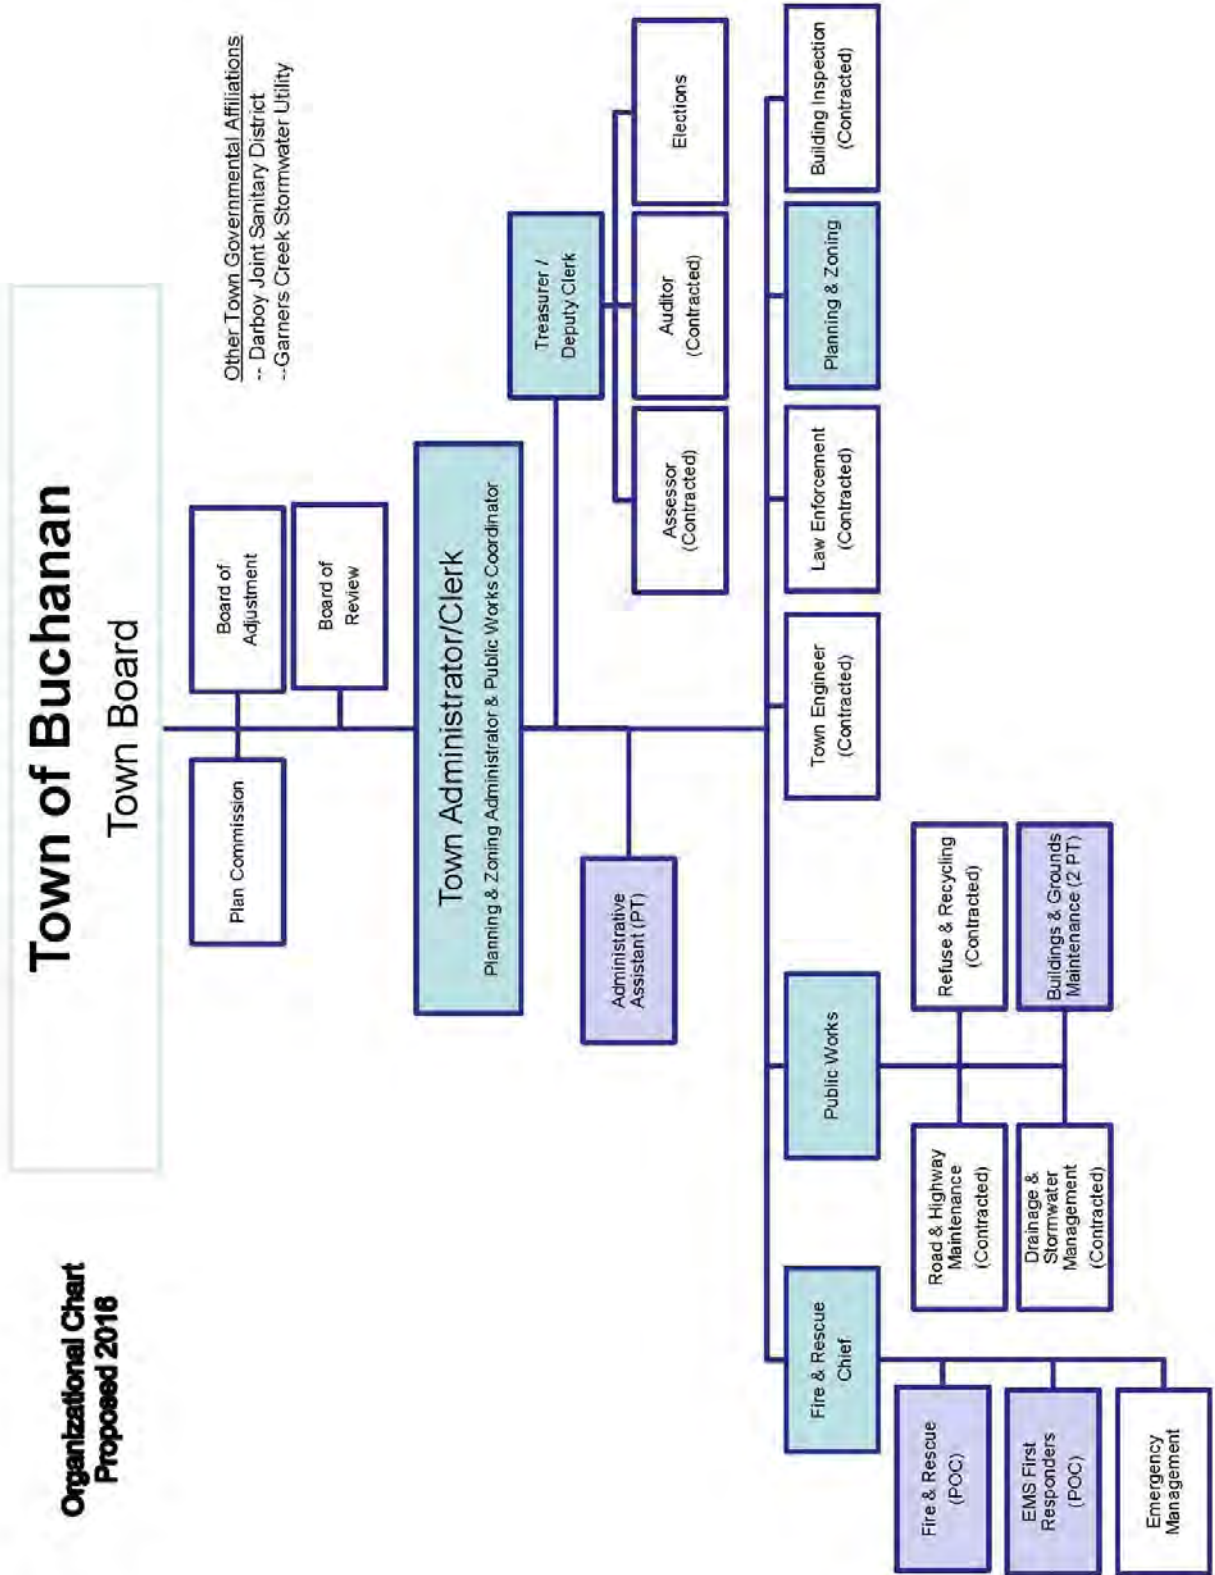 Organizational Chart
Proposed 2016
Town of Buchanan
Town Board
Other Town Governmental Affiliations
-- Darboy Joint Sanitary District
--Garners Creek Stormwater Utility
Plan Commission
Board of
Adjustment
Board of
Review
Town Administrator/Clerk
Planning & Zoning Administrator & Public Works Coordinator
Treasurer /
Deputy Clerk
Administrative
Assistant (PT)
Assessor
(Contracted)
Auditor
(Contracted)
Elections
Fire & Rescue
Chief
Public Works
Town Engineer
(Contracted)
Law Enforcement
(Contracted)
Planning & Zoning
Building Inspection
(Contracted)
Fire & Rescue
(POC)
EMS First
Responders
(POC)
Emergency
Management
Road & Highway
Maintenance
(Contracted)
Refuse & Recycling
(Contracted)
Drainage &
Stormwater
Management
(Contracted)
Buildings & Grounds
Maintenance (2 PT)